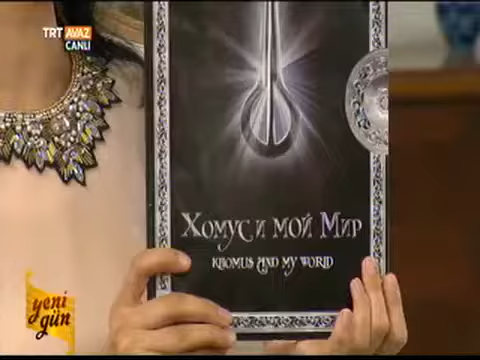 TRT AVAZ
CANLI
Хомус и мой Мир
KHOMUS AND MY WORLD
yeni
gün